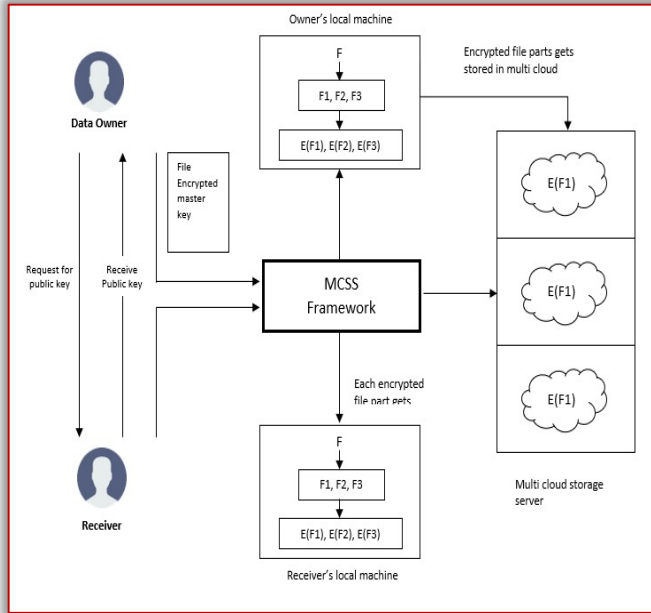 Owner's local machine
F
F1, F2, F3
E(F1), E(F2), E(F3)
Encrypted file parts gets
stored in multi cloud
Data Owner
File
Encrypted
master
key
E(F1)
Request for
public key
Receive
Public key
MCSS
Framework
E(F1)
Each encrypted
file part gets
E(F1)
F
F1, F2, F3
E(F1), E(F2), E(F3)
Receiver
Receiver's local machine
Multi cloud storage
server